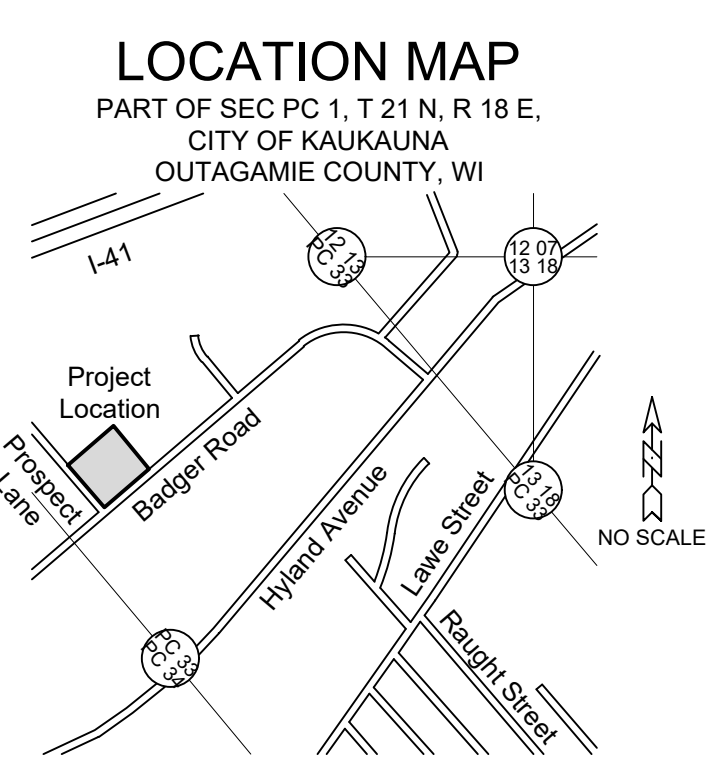 LOCATION MAP
PART OF SEC PC 1, T 21 N, R 18 E,
CITY OF KAUKAUNA
OUTAGAMIE COUNTY, WI
I-41
12 13
PC 33
12 07
13 18
Project
Location
Prospect
Lane
Badger Road
Hyland Avenue
Lawe Street
13 18
PC 33
N
NO SCALE
PC 33
PC 34
Raught Street